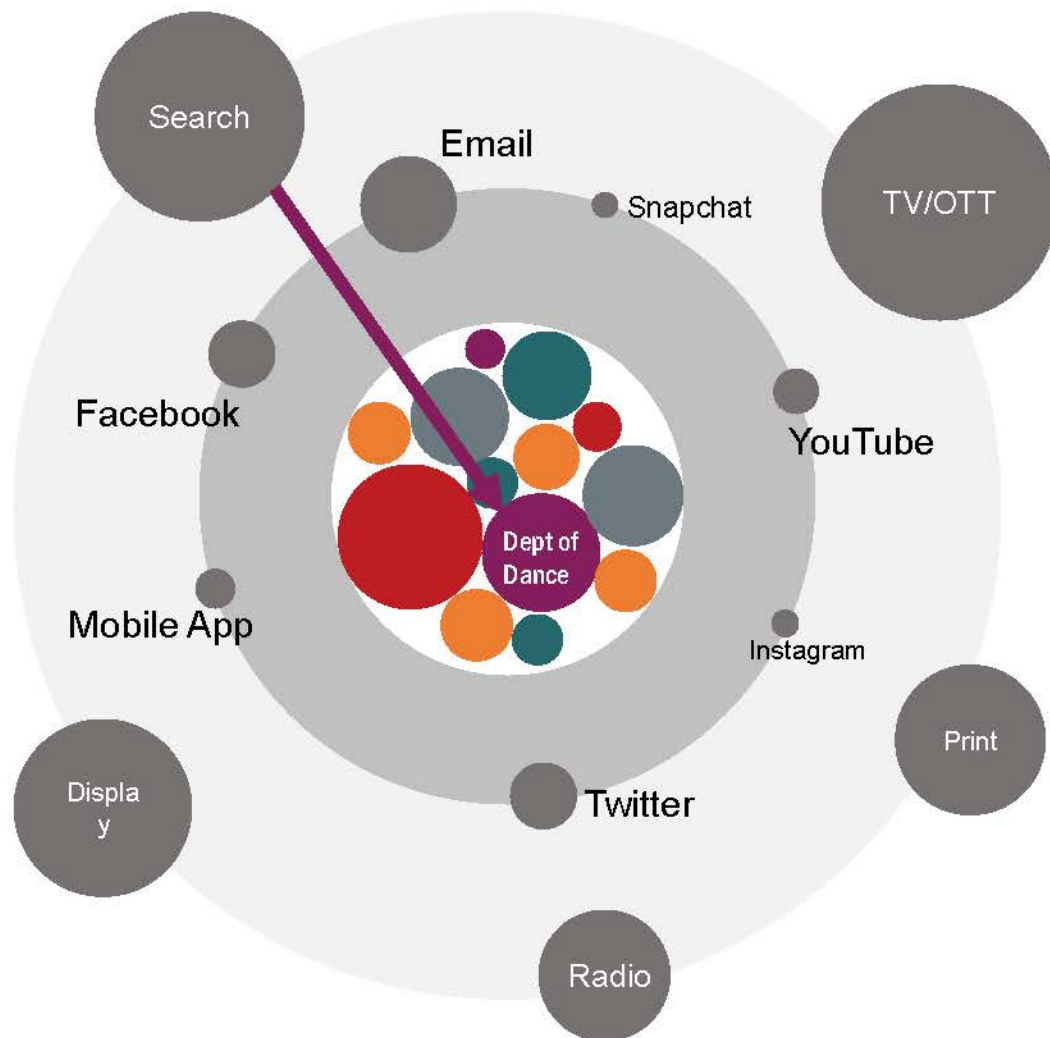 Search
Email
Snapchat
TV/OTT
Facebook
YouTube
Dept of
Dance
Mobile App
Instagram
Print
Displa
y
Twitter
Radio